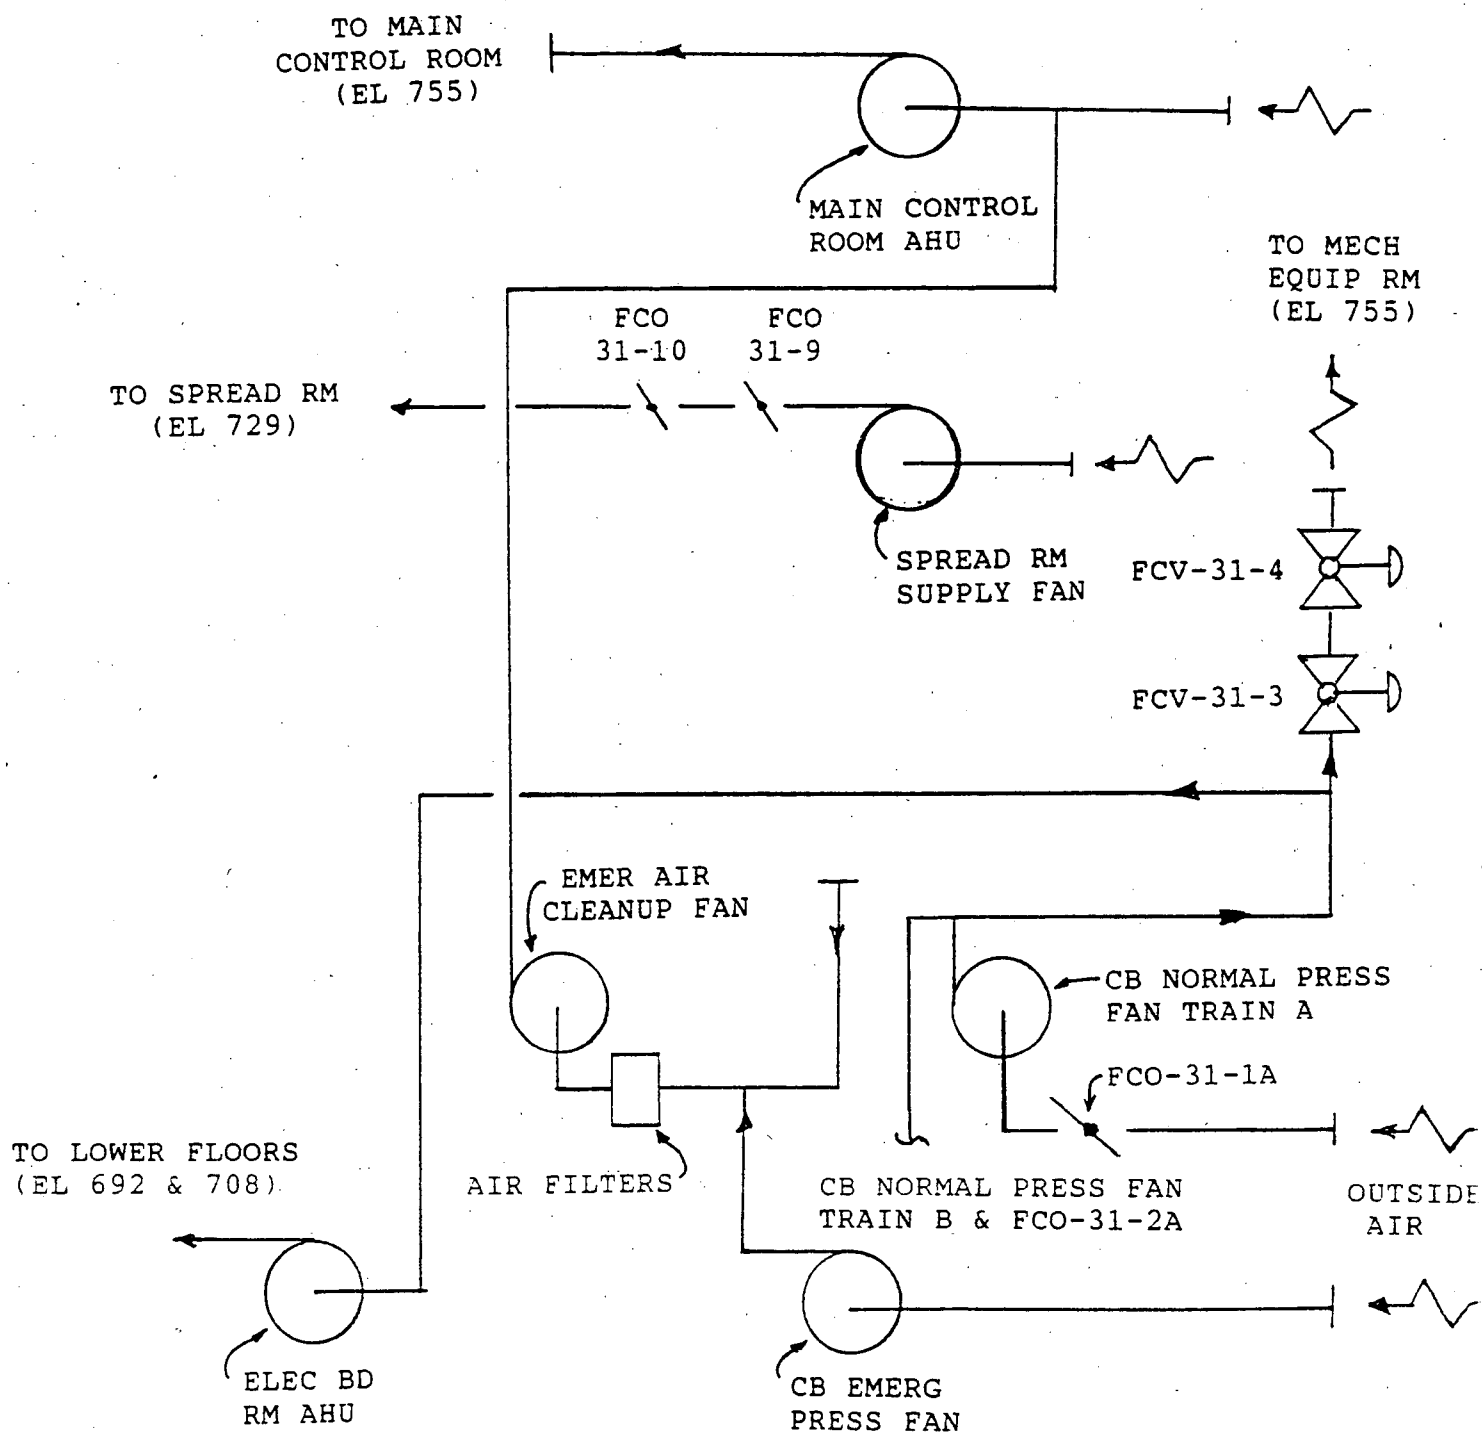 TO MAIN
CONTROL ROOM
(EL 755)
MAIN CONTROL
ROOM AHU
TO MECH
EQUIP RM
(EL 755)
FCO
31-10
FCO
31-9
TO SPREAD RM
(EL 729)
SPREAD RM
SUPPLY FAN
FCV-31-4
FCV-31-3
EMER AIR
CLEANUP FAN
CB NORMAL PRESS
FAN TRAIN A
FCO-31-1A
TO LOWER FLOORS
(EL 692 & 708)
AIR FILTERS
CB NORMAL PRESS FAN
TRAIN B & FCO-31-2A
OUTSIDE
AIR
ELEC BD
RM AHU
CB EMERG
PRESS FAN